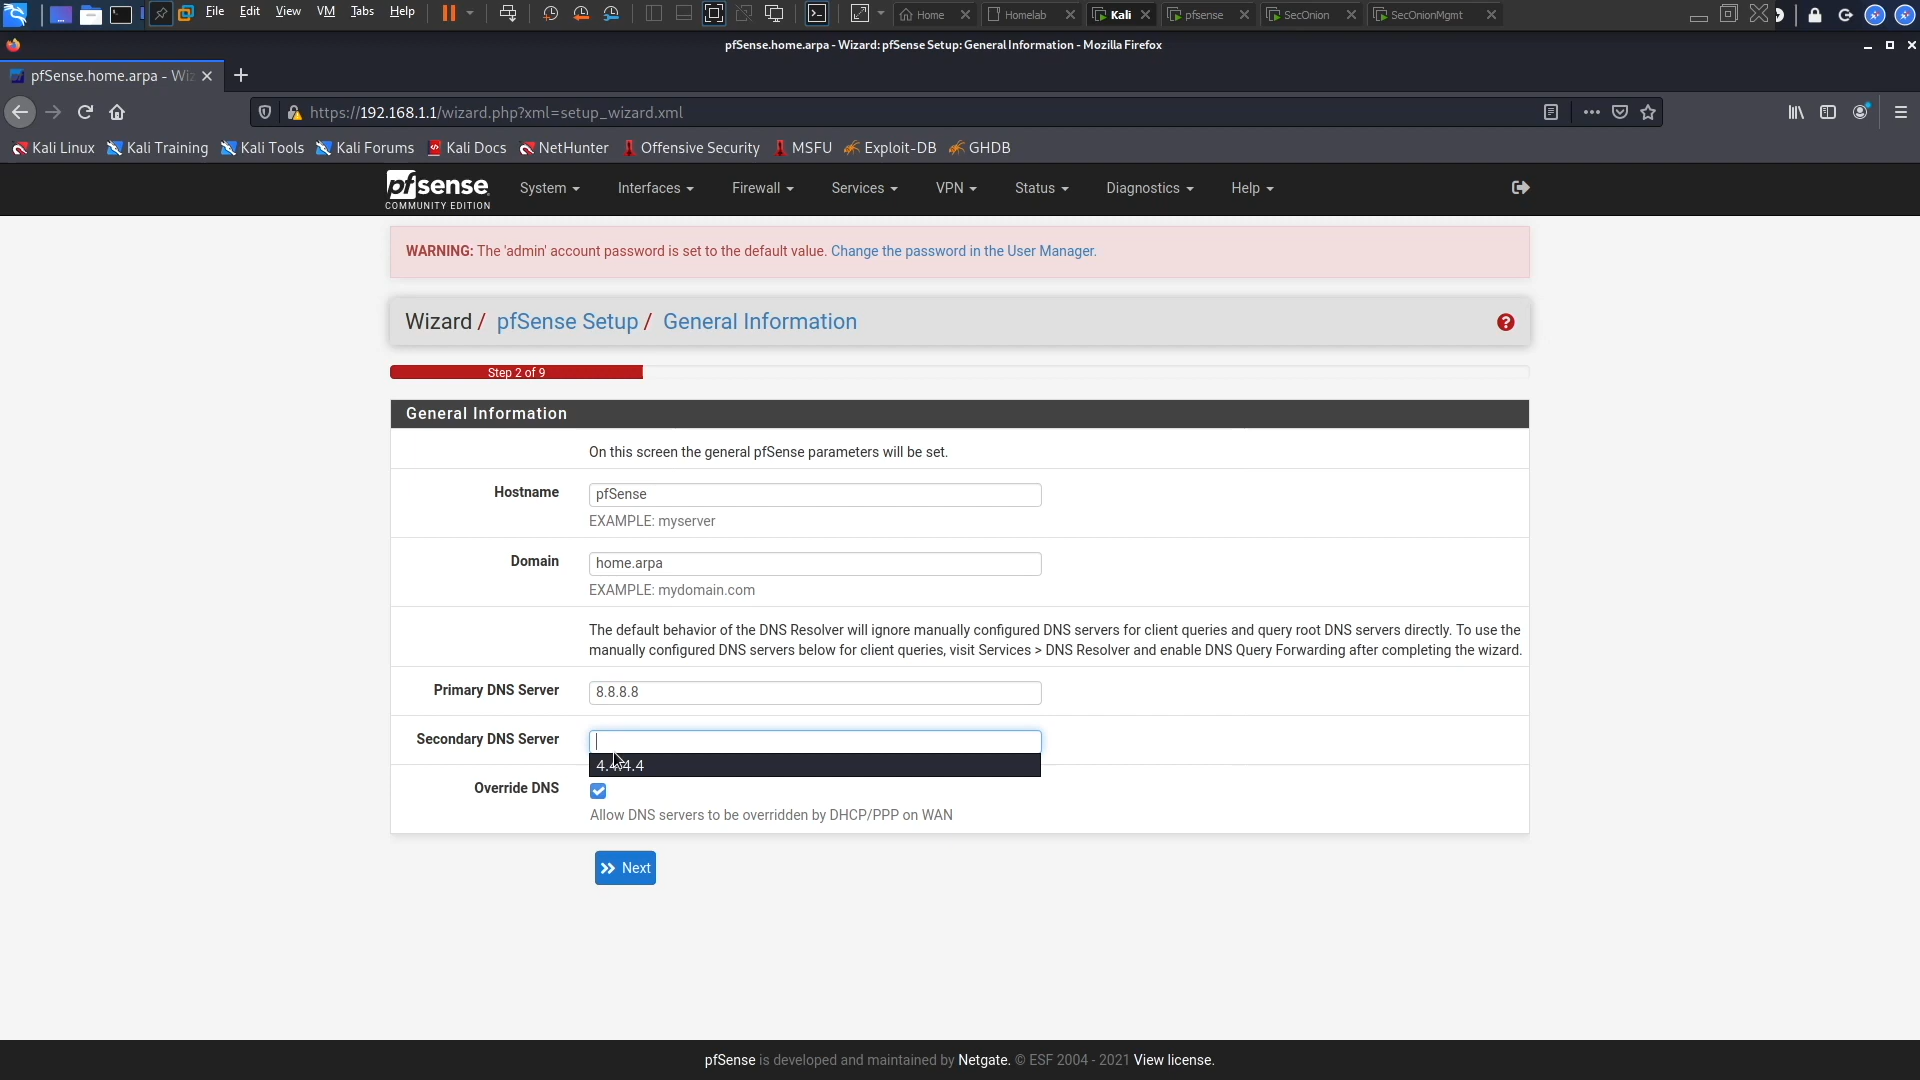 File Edit View VM Tabs Help Home Homelab Kali pfsense SecOnion SecOnionMgmt
pfSense.home.arpa - Wizard: pfSense Setup: General Information - Mozilla Firefox
pfSense.home.arpa - Wiz
https://192.168.1.1/wizard.php?xml=setup_wizard.xml
Kali Linux Kali Training Kali Tools Kali Forums Kali Docs NetHunter Offensive Security MSFU Exploit-DB GHDB
pfsense System Interfaces Firewall Services VPN Status Diagnostics Help
COMMUNITY EDITION
WARNING: The 'admin' account password is set to the default value. Change the password in the User Manager.
Wizard / pfSense Setup / General Information
Step 2 of 9
General Information
On this screen the general pfSense parameters will be set.
Hostname pfSense
EXAMPLE: myserver
Domain home.arpa
EXAMPLE: mydomain.com
The default behavior of the DNS Resolver will ignore manually configured DNS servers for client queries and query root DNS servers directly. To use the
manually configured DNS servers below for client queries, visit Services > DNS Resolver and enable DNS Query Forwarding after completing the wizard.
Primary DNS Server 8.8.8.8
Secondary DNS Server
4.4.4.4
Override DNS
Allow DNS servers to be overridden by DHCP/PPP on WAN
Next
pfSense is developed and maintained by Netgate. © ESF 2004 - 2021 View license.